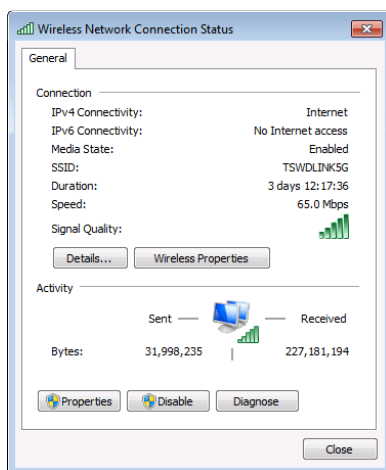 Wireless Network Connection Status
General
Connection
IPv4 Connectivity: Internet
IPv6 Connectivity: No Internet access
Media State: Enabled
SSID: TSWDLINK5G
Duration: 3 days 12:17:36
Speed: 65.0 Mbps
Signal Quality:
Details... Wireless Properties
Activity
Sent Received
Bytes: 31,998,235 227,181,194
Properties Disable Diagnose
Close